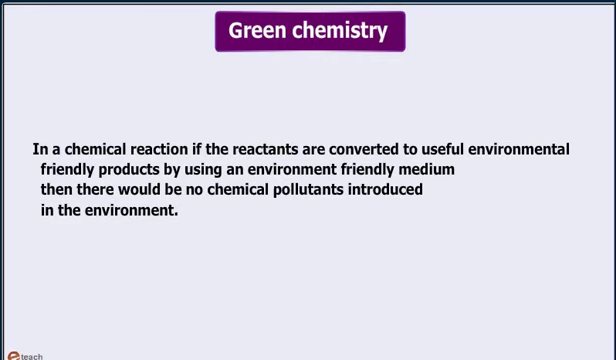 Green chemistry
In a chemical reaction if the reactants are converted to useful environmental
friendly products by using an environment friendly medium
then there would be no chemical pollutants introduced
in the environment.
e teach